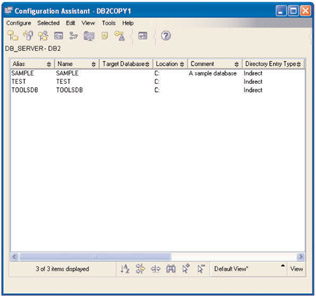 Configuration Assistant - DB2COPY1
Configure Selected Edit View Tools Help
DB_SERVER - DB2
Alias Name Target Database Location Comment Directory Entry Type
SAMPLE SAMPLE C: A sample database Indirect
TEST TEST C: Indirect
TOOLSDB TOOLSDB C: Indirect
3 of 3 items displayed Default View* View